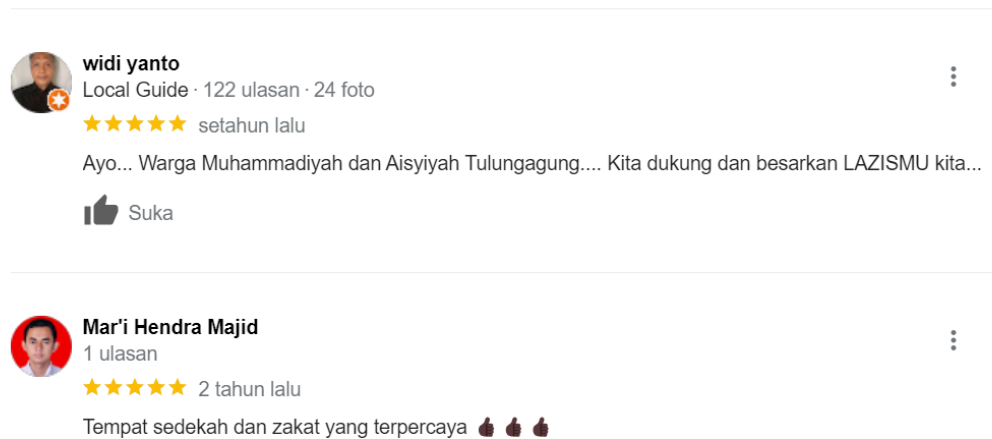 widi yanto
Local Guide · 122 ulasan · 24 foto
setahun lalu
Ayo... Warga Muhammadiyah dan Aisyiyah Tulungagung.... Kita dukung dan besarkan LAZISMU kita...
Suka
Mar'i Hendra Majid
1 ulasan
2 tahun lalu
Tempat sedekah dan zakat yang terpercaya 👍🏿 👍🏿 👍🏿